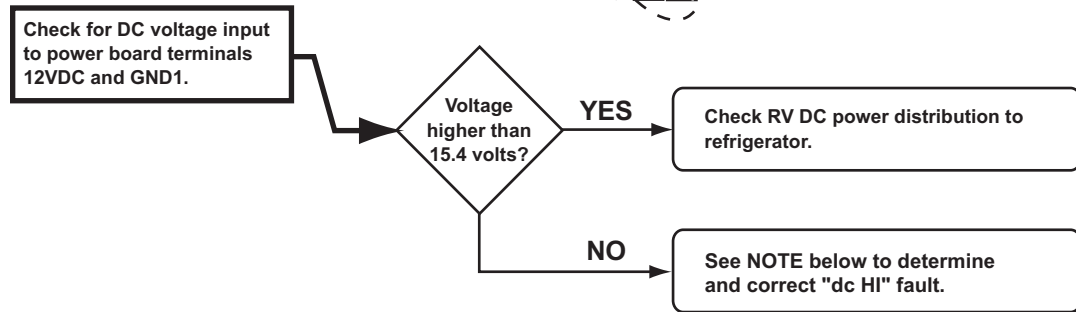 Check for DC voltage input
to power board terminals
12VDC and GND1.
Voltage
higher than
15.4 volts?
YES
Check RV DC power distribution to
refrigerator.
NO
See NOTE below to determine
and correct "dc HI" fault.